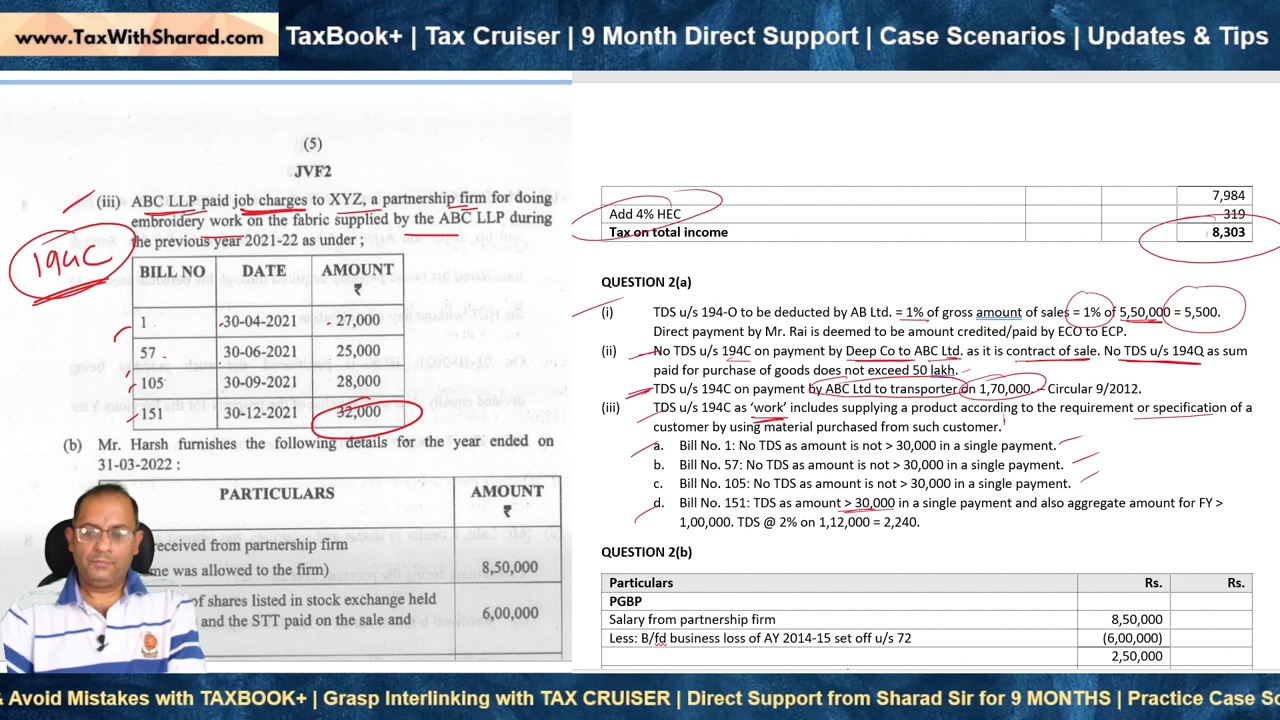 www.TaxWithSharad.com
TaxBook+ | Tax Cruiser | 9 Month Direct Support | Case Scenarios | Updates & Tips
(5)
JVF2
(iii) ABC LLP paid job charges to XYZ, a partnership firm for doing
embroidery work on the fabric supplied by the ABC LLP during
the previous year 2021-22 as under ;
194C
BILL NO DATE AMOUNT
₹
1 30-04-2021 27,000
57 30-06-2021 25,000
105 30-09-2021 28,000
151 30-12-2021 32,000
(b) Mr. Harsh furnishes the following details for the year ended on
31-03-2022 :
PARTICULARS AMOUNT
₹
received from partnership firm
ame was allowed to the firm) 8,50,000
of shares listed in stock exchange held
and the STT paid on the sale and 6,00,000
7,984
Add 4% HEC 319
Tax on total income 8,303
QUESTION 2(a)
(i) TDS u/s 194-O to be deducted by AB Ltd. = 1% of gross amount of sales = 1% of 5,50,000 = 5,500.
Direct payment by Mr. Rai is deemed to be amount credited/paid by ECO to ECP.
(ii) No TDS u/s 194C on payment by Deep Co to ABC Ltd. as it is contract of sale. No TDS u/s 194Q as sum
paid for purchase of goods does not exceed 50 lakh.
TDS u/s 194C on payment by ABC Ltd to transporter on 1,70,000. – Circular 9/2012.
(iii) TDS u/s 194C as ‘work’ includes supplying a product according to the requirement or specification of a
customer by using material purchased from such customer.
a. Bill No. 1: No TDS as amount is not > 30,000 in a single payment.
b. Bill No. 57: No TDS as amount is not > 30,000 in a single payment.
c. Bill No. 105: No TDS as amount is not > 30,000 in a single payment.
d. Bill No. 151: TDS as amount > 30,000 in a single payment and also aggregate amount for FY >
1,00,000. TDS @ 2% on 1,12,000 = 2,240.
QUESTION 2(b)
Particulars Rs. Rs.
PGBP
Salary from partnership firm 8,50,000
Less: B/fd business loss of AY 2014-15 set off u/s 72 (6,00,000)
2,50,000
& Avoid Mistakes with TAXBOOK+ | Grasp Interlinking with TAX CRUISER | Direct Support from Sharad Sir for 9 MONTHS | Practice Case Sc